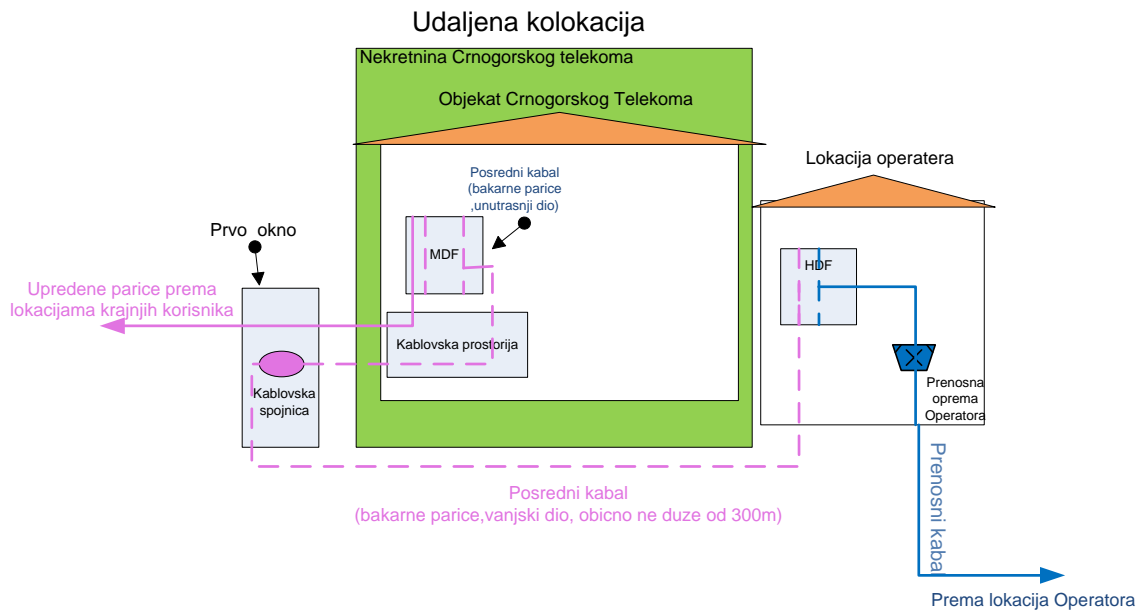 Udaljena kolokacija
Nekretnina Crnogorskog telekoma
Objekat Crnogorskog Telekoma
Lokacija operatera
Posredni kabal
(bakarne parice
,unutrasnji dio)
Prvo okno
MDF
HDF
Upredene parice prema
lokacijama krajnjih korisnika
Kablovska prostorija
Kablovska
spojnica
Prenosna
oprema
Operatora
Posredni kabal
(bakarne parice,vanjski dio, obicno ne duze od 300m)
Prenosni kabal
Prema lokacija Operatora